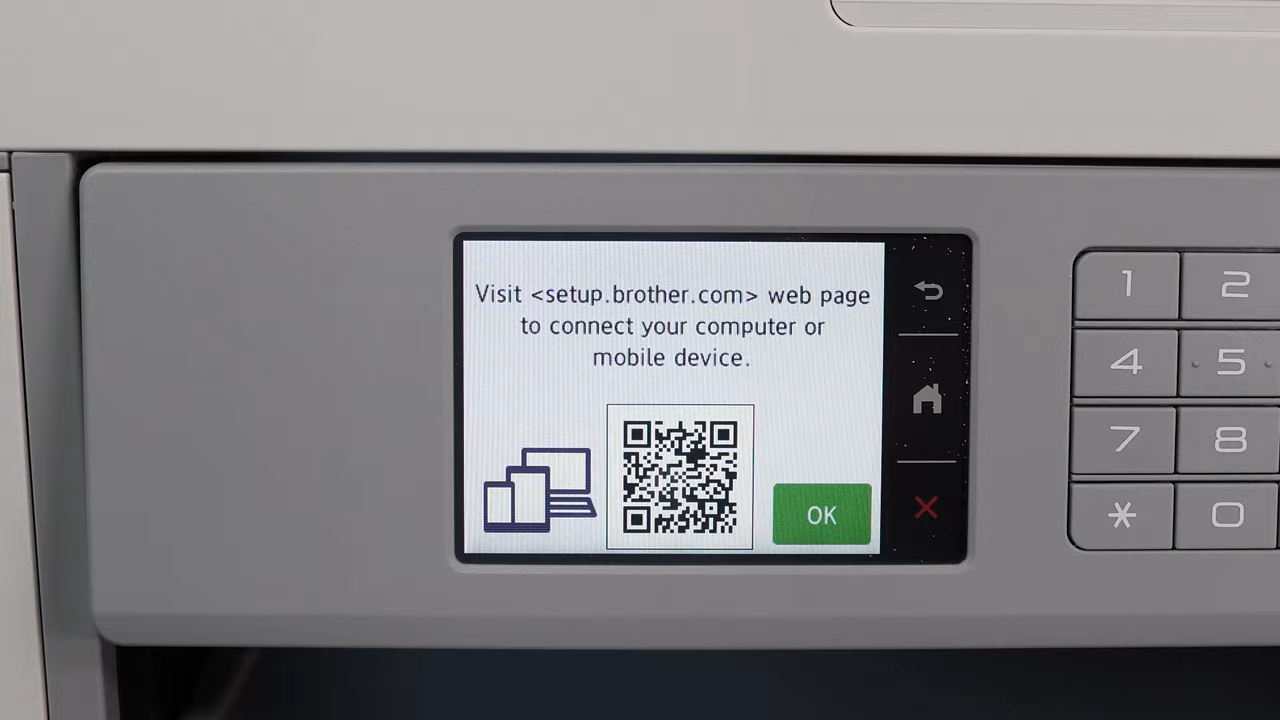 Visit <setup.brother.com> web page
to connect your computer or
mobile device.
OK
1 2
4 5
7 8
* 0